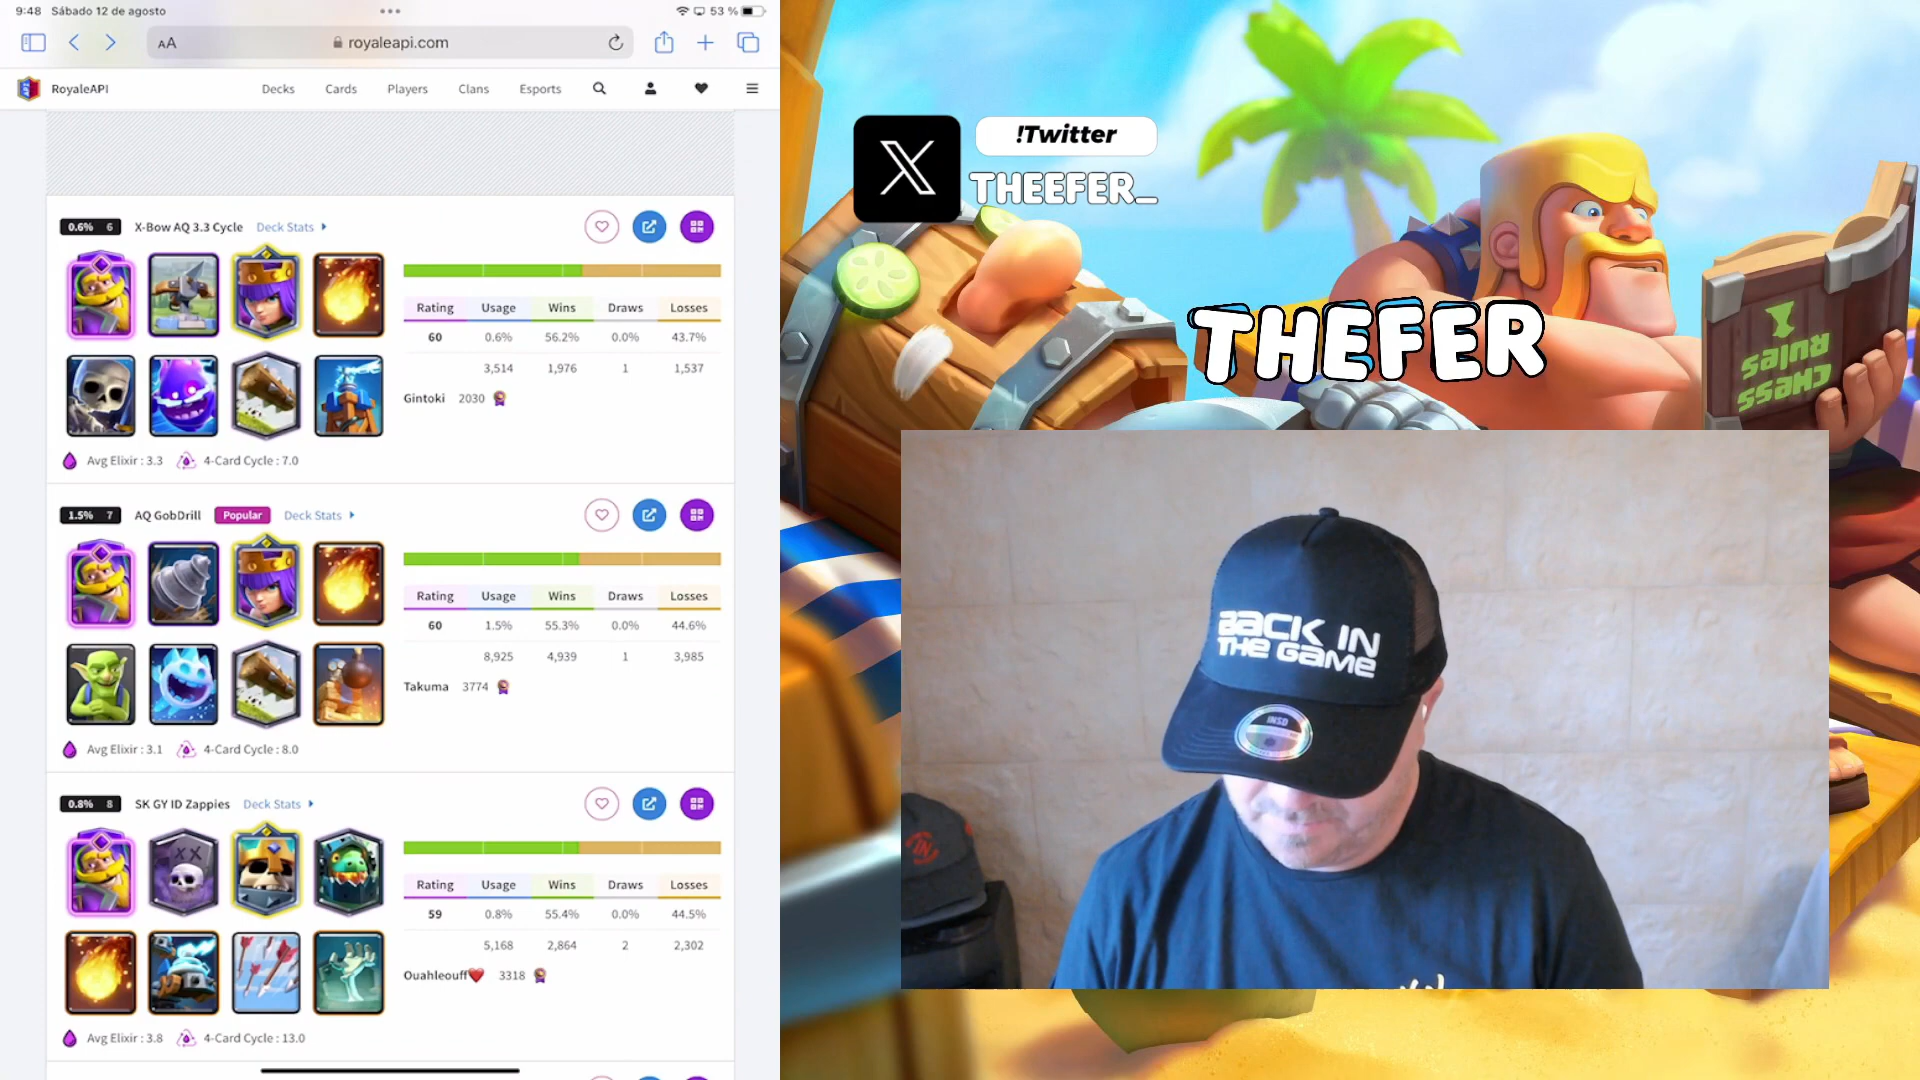 9:48 Sábado 12 de agosto
53 %
AA royaleapi.com
RoyaleAPI Decks Cards Players Clans Esports
0.6% 6 X-Bow AQ 3.3 Cycle Deck Stats
Rating Usage Wins Draws Losses
60 0.6% 56.2% 0.0% 43.7%
3,514 1,976 1 1,537
Gintoki 2030
Avg Elixir : 3.3 4-Card Cycle : 7.0
1.5% 7 AQ GobDrill Popular Deck Stats
Rating Usage Wins Draws Losses
60 1.5% 55.3% 0.0% 44.6%
8,925 4,939 1 3,985
Takuma 3774
Avg Elixir : 3.1 4-Card Cycle : 8.0
0.8% 8 SK GY ID Zappies Deck Stats
Rating Usage Wins Draws Losses
59 0.8% 55.4% 0.0% 44.5%
5,168 2,864 2 2,302
Ouahleouff❤️ 3318
Avg Elixir : 3.8 4-Card Cycle : 13.0
!Twitter
THEEFER_
THEFER
CHESS
RULES
BACK IN
THE GAME
INSD